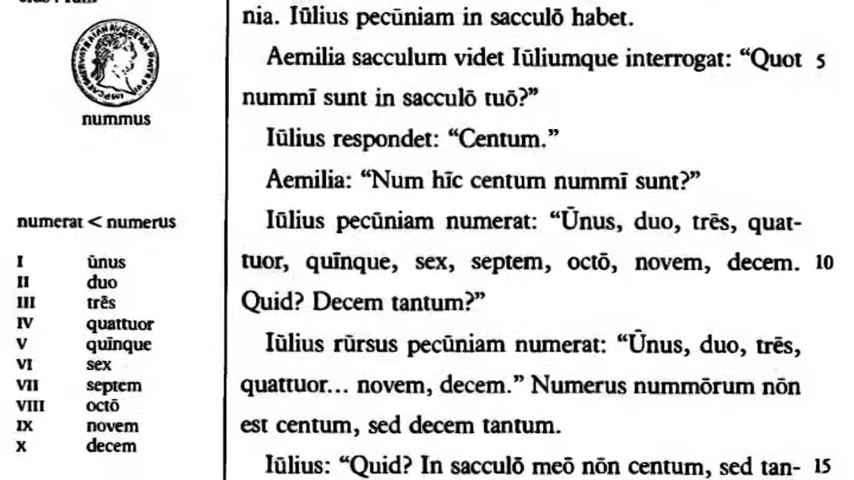 nia. Iūlius pecūniam in sacculō habet.
Aemilia sacculum videt Iūliumque interrogat: “Quot 5
nummī sunt in sacculō tuō?”
Iūlius respondet: “Centum.”
Aemilia: “Num hīc centum nummī sunt?”
Iūlius pecūniam numerat: “Ūnus, duo, trēs, quat-
tuor, quīnque, sex, septem, octō, novem, decem. 10
Quid? Decem tantum?”
Iūlius rūrsus pecūniam numerat: “Ūnus, duo, trēs,
quattuor... novem, decem.” Numerus nummōrum nōn
est centum, sed decem tantum.
Iūlius: “Quid? In sacculō meō nōn centum, sed tan- 15
nummus
numerat < numerus
I ūnus
II duo
III trēs
IV quattuor
V quīnque
VI sex
VII septem
VIII octō
IX novem
X decem